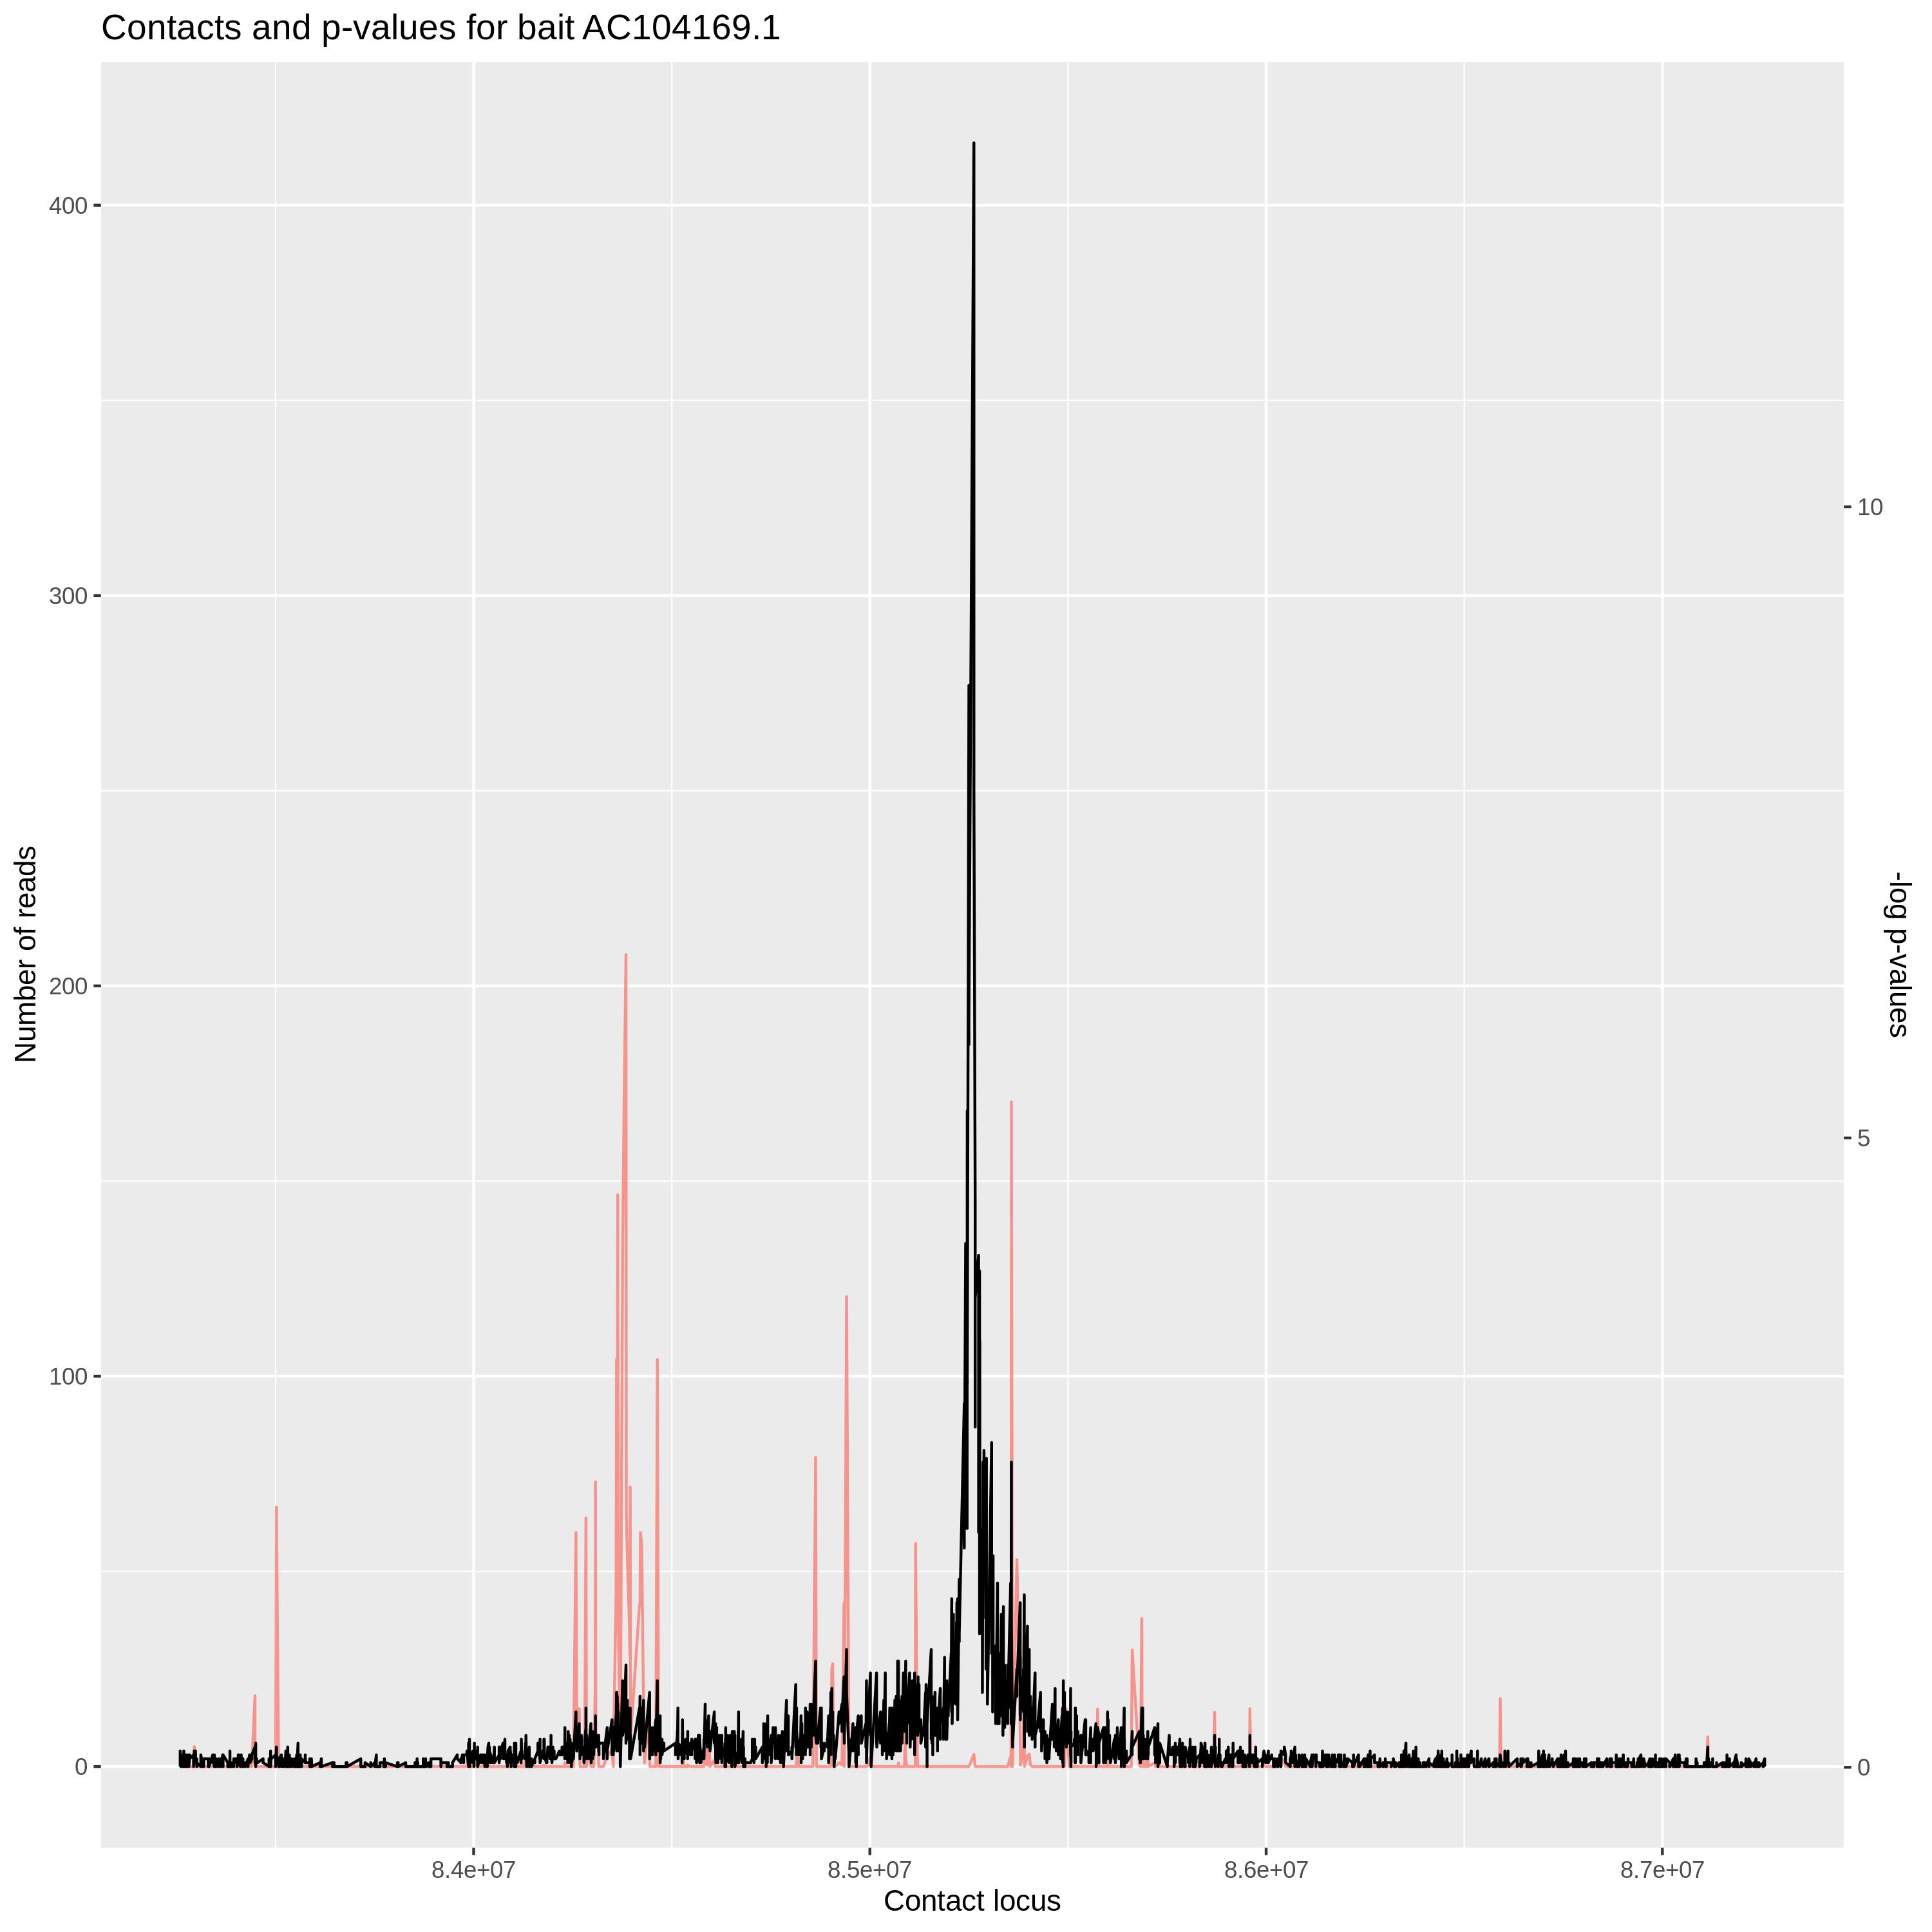 Contacts and p-values for bait AC104169.1
Number of reads
400
300
200
100
0
10
5
0
-log p-values
8.4e+07
8.5e+07
8.6e+07
8.7e+07
Contact locus